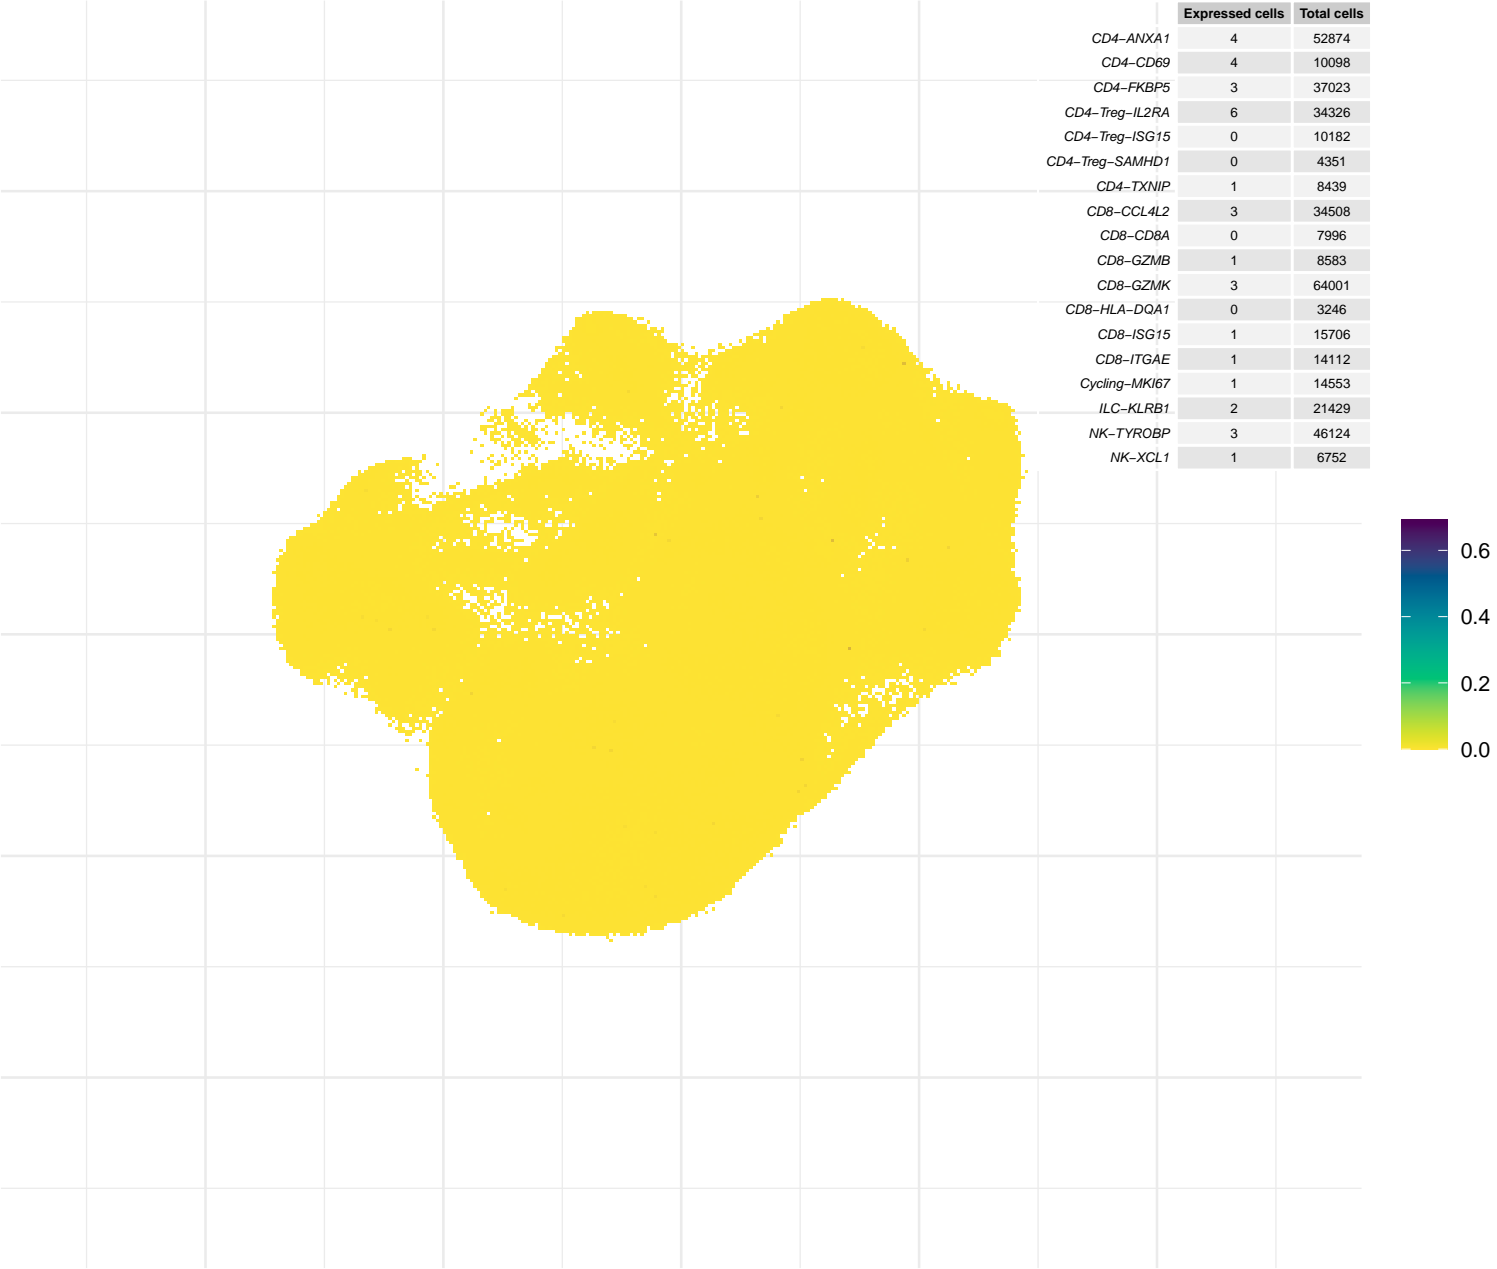 Expressed cells Total cells
CD4−ANXA1 4 52874
CD4−CD69 4 10098
CD4−FKBP5 3 37023
CD4−Treg−IL2RA 6 34326
CD4−Treg−ISG15 0 10182
CD4−Treg−SAMHD1 0 4351
CD4−TXNIP 1 8439
CD8−CCL4L2 3 34508
CD8−CD8A 0 7996
CD8−GZMB 1 8583
CD8−GZMK 3 64001
CD8−HLA−DQA1 0 3246
CD8−ISG15 1 15706
CD8−ITGAE 1 14112
Cycling−MKI67 1 14553
ILC−KLRB1 2 21429
NK−TYROBP 3 46124
NK−XCL1 1 6752
0.6
0.4
0.2
0.0